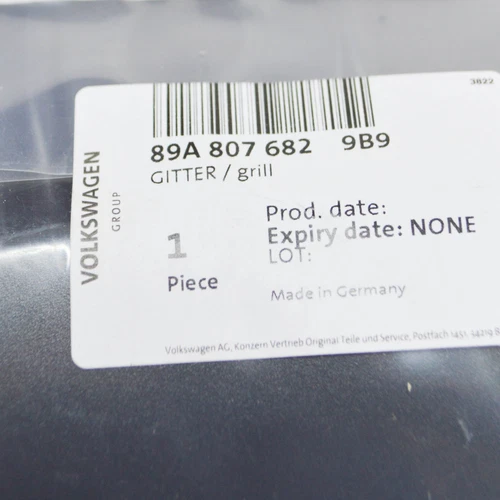 3822
89A 807 682 9B9
GITTER / grill
VOLKSWAGEN
GROUP
1
Piece
Prod. date:
Expiry date: NONE
LOT:
Made in Germany
Volkswagen AG, Konzern Vertrieb Original Teile und Service, Postfach 1451, 34219 B